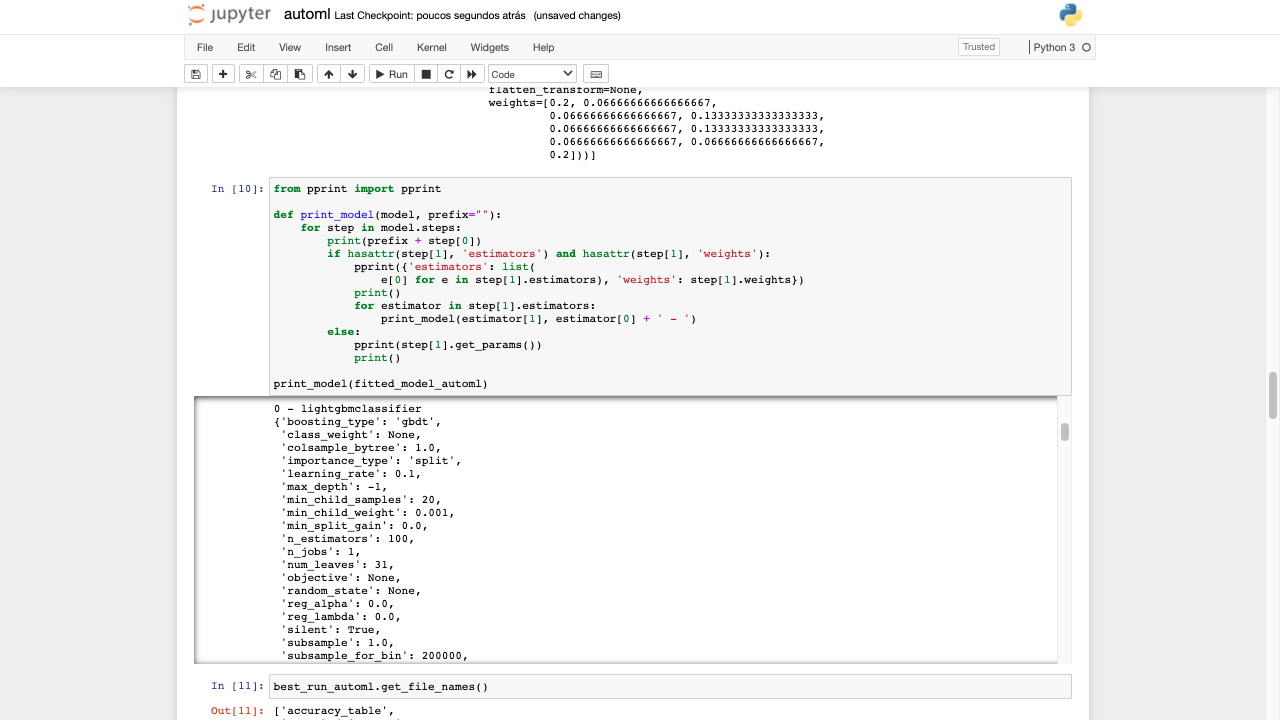 jupyter automl Last Checkpoint: poucos segundos atrás (unsaved changes)
File Edit View Insert Cell Kernel Widgets Help Trusted Python 3
Run Code
flatten_transform=None,
weights=[0.2, 0.06666666666666667,
0.06666666666666667, 0.13333333333333333,
0.06666666666666667, 0.13333333333333333,
0.06666666666666667, 0.06666666666666667,
0.2]))]
In [10]: from pprint import pprint
def print_model(model, prefix=""):
for step in model.steps:
print(prefix + step[0])
if hasattr(step[1], 'estimators') and hasattr(step[1], 'weights'):
pprint({'estimators': list(
e[0] for e in step[1].estimators), 'weights': step[1].weights})
print()
for estimator in step[1].estimators:
print_model(estimator[1], estimator[0] + ' - ')
else:
pprint(step[1].get_params())
print()
print_model(fitted_model_automl)
0 - lightgbmclassifier
{'boosting_type': 'gbdt',
'class_weight': None,
'colsample_bytree': 1.0,
'importance_type': 'split',
'learning_rate': 0.1,
'max_depth': -1,
'min_child_samples': 20,
'min_child_weight': 0.001,
'min_split_gain': 0.0,
'n_estimators': 100,
'n_jobs': 1,
'num_leaves': 31,
'objective': None,
'random_state': None,
'reg_alpha': 0.0,
'reg_lambda': 0.0,
'silent': True,
'subsample': 1.0,
'subsample_for_bin': 200000,
In [11]: best_run_automl.get_file_names()
Out[11]: ['accuracy_table',